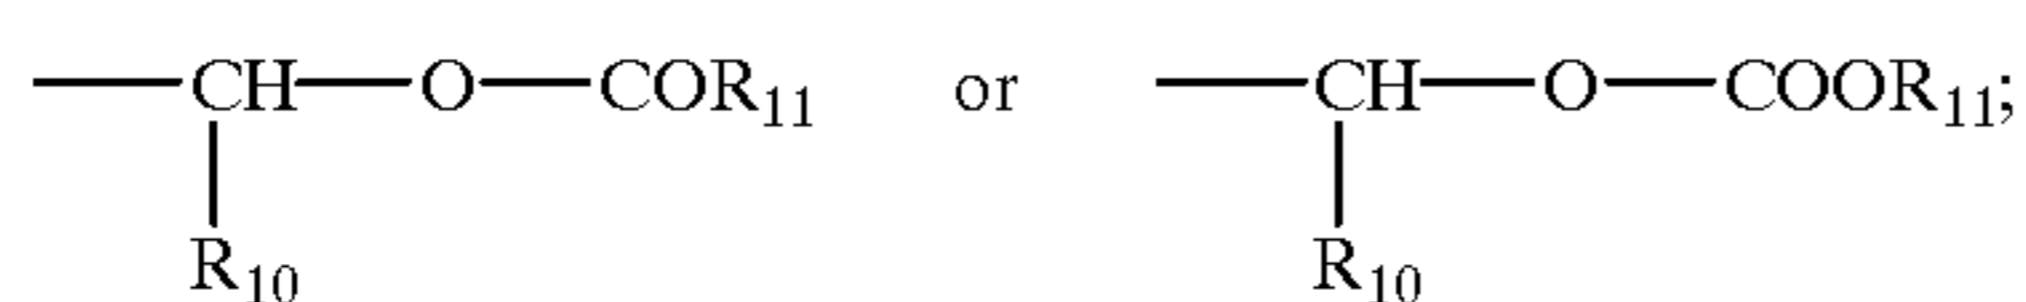 —CH—O—COR11 or —CH—O—COOR11;
R10 R10